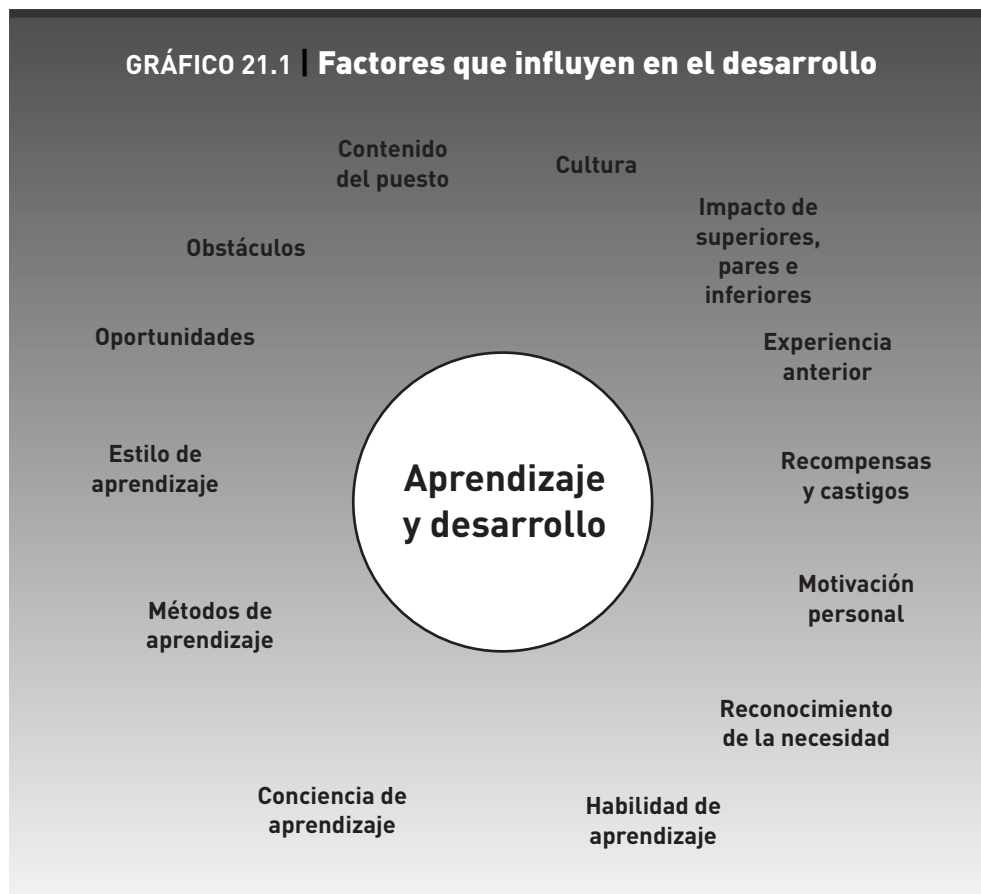 GRÁFICO 21.1 | Factores que influyen en el desarrollo
Contenido
del puesto
Cultura
Impacto de
superiores,
pares e
inferiores
Obstáculos
Oportunidades
Experiencia
anterior
Estilo de
aprendizaje
Aprendizaje
y desarrollo
Recompensas
y castigos
Métodos de
aprendizaje
Motivación
personal
Reconocimiento
de la necesidad
Conciencia de
aprendizaje
Habilidad de
aprendizaje